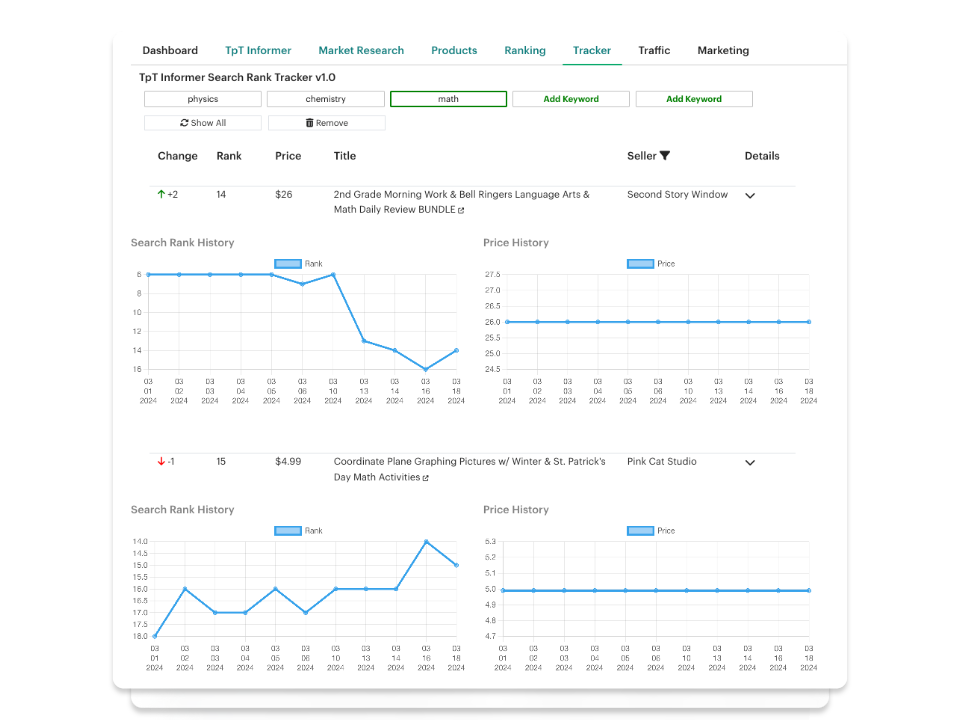 Dashboard TpT Informer Market Research Products Ranking Tracker Traffic Marketing
TpT Informer Search Rank Tracker v1.0
physics chemistry math Add Keyword Add Keyword
Show All Remove
Change Rank Price Title Seller Details
+2 14 $26 2nd Grade Morning Work & Bell Ringers Language Arts & Second Story Window
Math Daily Review BUNDLE
Search Rank History Price History
Rank Price
6 27.5
27.0
8
26.5
10
26.0
12 25.5
14 25.0
16 24.5
03 03 03 03 03 03 03 03 03 03 03 03 03 03 03 03 03 03 03 03 03 03
01 02 03 04 05 06 10 13 14 16 18 01 02 03 04 05 06 10 13 14 16 18
2024 2024 2024 2024 2024 2024 2024 2024 2024 2024 2024 2024 2024 2024 2024 2024 2024 2024 2024 2024 2024 2024
-1 15 $4.99 Coordinate Plane Graphing Pictures w/ Winter & St. Patrick's Pink Cat Studio
Day Math Activities
Search Rank History Price History
Rank Price
14.0 5.3
14.5
15.0 5.2
15.5 5.1
16.0 5.0
16.5
17.0 4.9
17.5 4.8
18.0 4.7
03 03 03 03 03 03 03 03 03 03 03 03 03 03 03 03 03 03 03 03 03 03
01 02 03 04 05 06 10 13 14 16 18 01 02 03 04 05 06 10 13 14 16 18
2024 2024 2024 2024 2024 2024 2024 2024 2024 2024 2024 2024 2024 2024 2024 2024 2024 2024 2024 2024 2024 2024